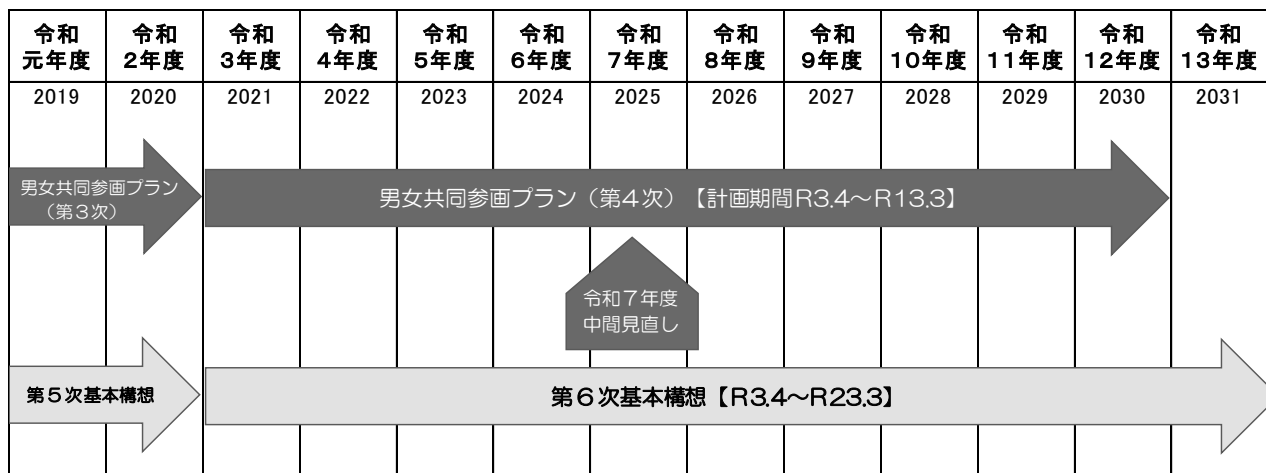 令和 令和 令和 令和 令和 令和 令和 令和 令和 令和 令和 令和 令和
元年度 2年度 3年度 4年度 5年度 6年度 7年度 8年度 9年度 10年度 11年度 12年度 13年度
2019 2020 2021 2022 2023 2024 2025 2026 2027 2028 2029 2030 2031
男女共同参画プラン
（第３次）
男女共同参画プラン（第４次）【計画期間R3.4～R13.3】
令和７年度
中間見直し
第５次基本構想
第６次基本構想【R3.4～R23.3】